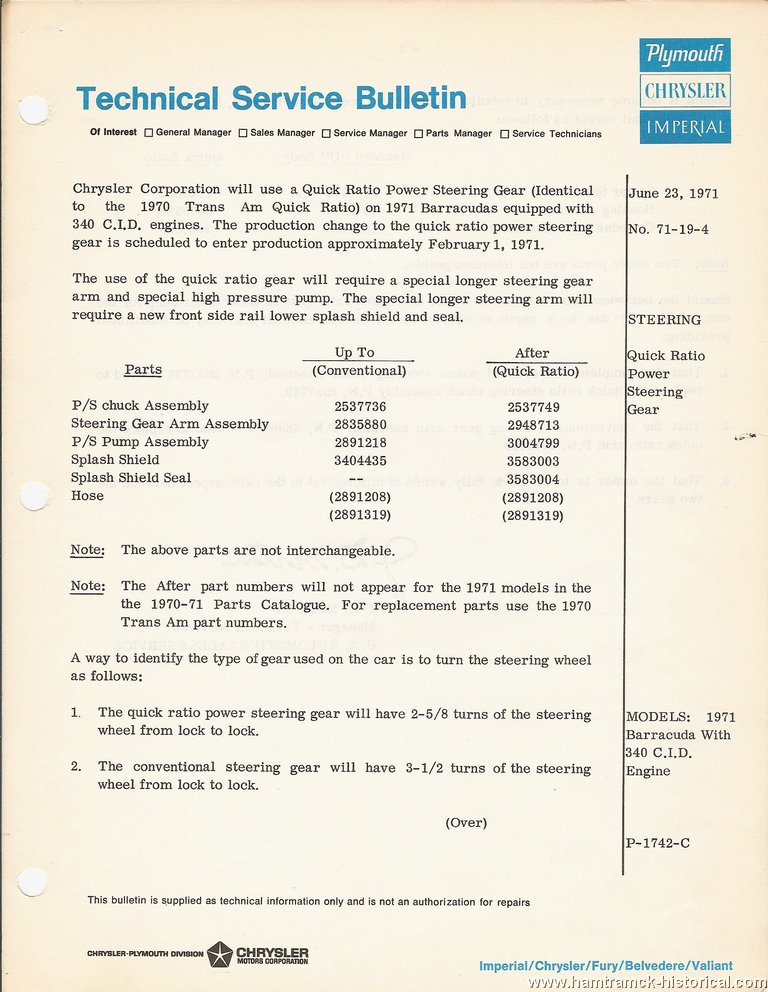 Plymouth
CHRYSLER
IMPERIAL
Technical Service Bulletin
Of Interest □ General Manager □ Sales Manager □ Service Manager □ Parts Manager □ Service Technicians
Chrysler Corporation will use a Quick Ratio Power Steering Gear (Identical
to the 1970 Trans Am Quick Ratio) on 1971 Barracudas equipped with
340 C.I.D. engines. The production change to the quick ratio power steering
gear is scheduled to enter production approximately February 1, 1971.
The use of the quick ratio gear will require a special longer steering gear
arm and special high pressure pump. The special longer steering arm will
require a new front side rail lower splash shield and seal.
June 23, 1971
No. 71-19-4
STEERING
Quick Ratio
Power
Steering
Gear
Up To After
Parts (Conventional) (Quick Ratio)
P/S chuck Assembly 2537736 2537749
Steering Gear Arm Assembly 2835880 2948713
P/S Pump Assembly 2891218 3004799
Splash Shield 3404435 3583003
Splash Shield Seal -- 3583004
Hose (2891208) (2891208)
(2891319) (2891319)
Note: The above parts are not interchangeable.
Note: The After part numbers will not appear for the 1971 models in the
the 1970-71 Parts Catalogue. For replacement parts use the 1970
Trans Am part numbers.
A way to identify the type of gear used on the car is to turn the steering wheel
as follows:
1. The quick ratio power steering gear will have 2-5/8 turns of the steering
wheel from lock to lock.
2. The conventional steering gear will have 3-1/2 turns of the steering
wheel from lock to lock.
(Over)
MODELS: 1971
Barracuda With
340 C.I.D.
Engine
P-1742-C
This bulletin is supplied as technical information only and is not an authorization for repairs
CHRYSLER-PLYMOUTH DIVISION CHRYSLER
MOTORS CORPORATION
Imperial/Chrysler/Fury/Belvedere/Valiant
www.hamtramck-historical.com